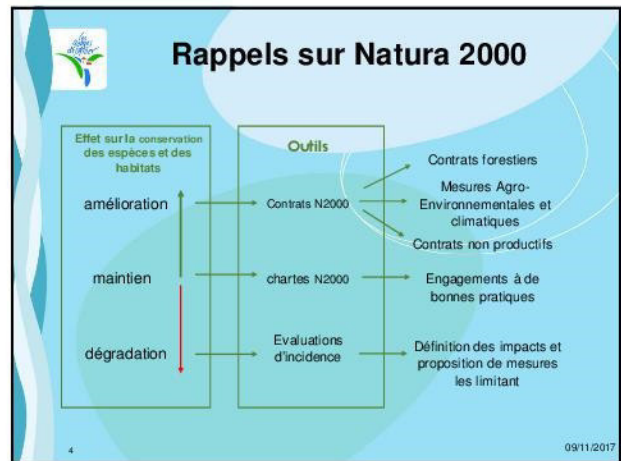 Rappels sur Natura 2000
Effet sur la conservation
des espèces et des
habitats
amélioration
maintien
dégradation
Outils
Contrats N2000
chartes N2000
Evaluations
d'incidence
Contrats forestiers
Mesures Agro-
Environnementales et
climatiques
Contrats non productifs
Engagements à de
bonnes pratiques
Définition des impacts et
proposition de mesures
les limitant
4
09/11/2017